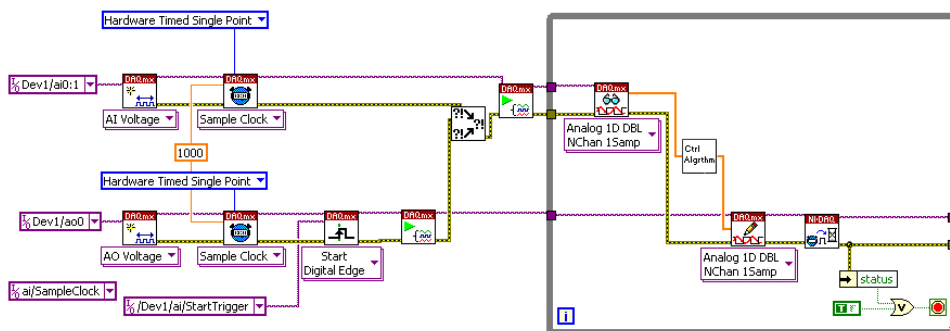 Hardware Timed Single Point
Dev1/ai0:1
DAQmx
DAQmx
DAQmx
DAQmx
AI Voltage
Sample Clock
?!
?!
?!
Analog 1D DBL
NChan 1Samp
1000
Ctrl
Algrthm
Hardware Timed Single Point
Dev1/ao0
DAQmx
DAQmx
DAQmx
DAQmx
DAQmx
NI-DAQ
AO Voltage
Sample Clock
Start
Digital Edge
Analog 1D DBL
NChan 1Samp
ai/SampleClock
/Dev1/ai/StartTrigger
status
i
T F
V